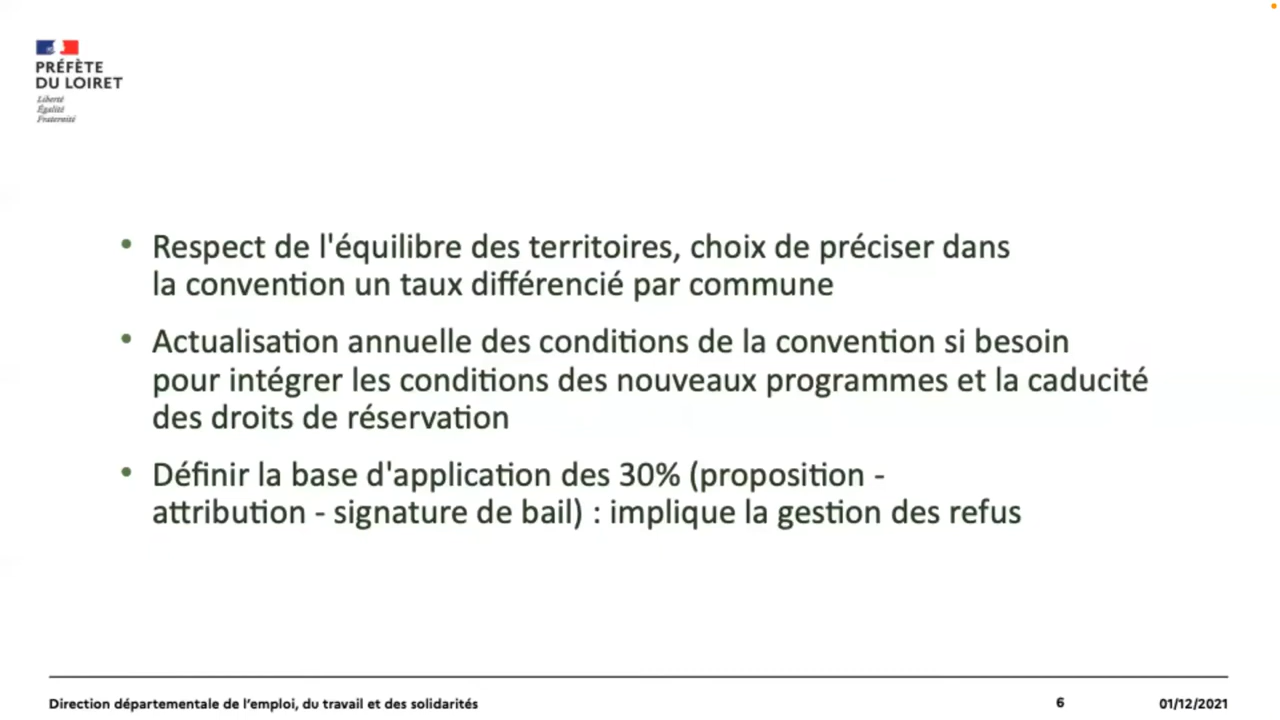 PRÉFÈTE
DU LOIRET
Liberté
Égalité
Fraternité
• Respect de l'équilibre des territoires, choix de préciser dans
la convention un taux différencié par commune
• Actualisation annuelle des conditions de la convention si besoin
pour intégrer les conditions des nouveaux programmes et la caducité
des droits de réservation
• Définir la base d'application des 30% (proposition -
attribution - signature de bail) : implique la gestion des refus
Direction départementale de l'emploi, du travail et des solidarités
6
01/12/2021